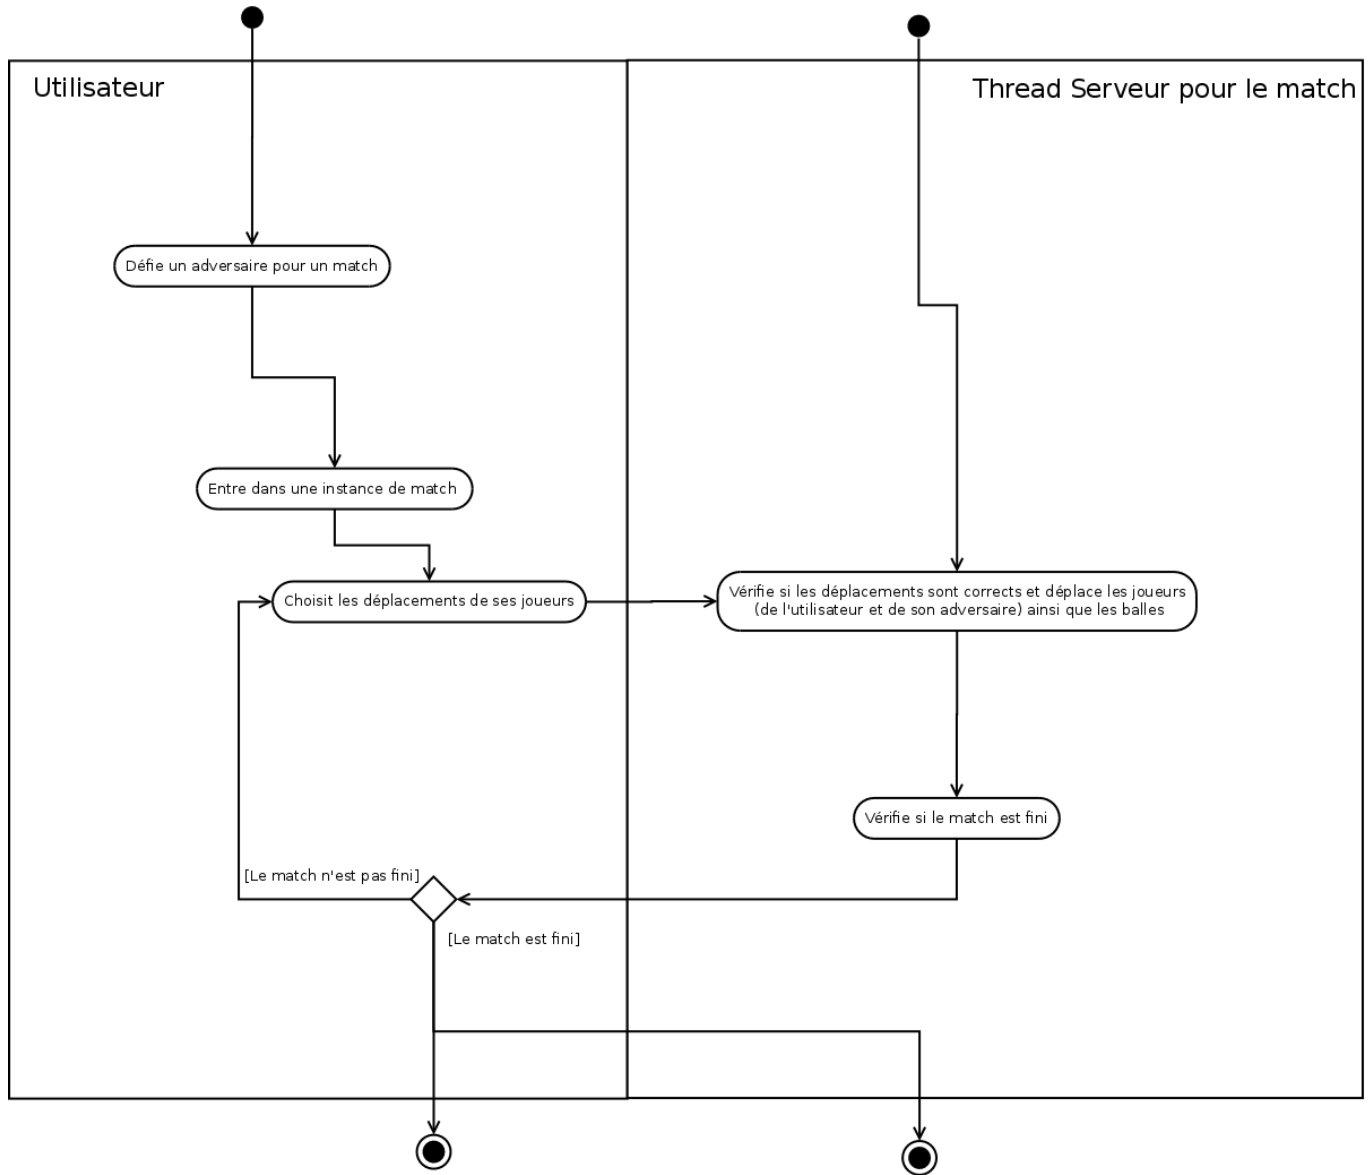 Utilisateur
Thread Serveur pour le match
Défie un adversaire pour un match
Entre dans une instance de match
Choisit les déplacements de ses joueurs
Vérifie si les déplacements sont corrects et déplace les joueurs
(de l'utilisateur et de son adversaire) ainsi que les balles
Vérifie si le match est fini
[Le match n'est pas fini]
[Le match est fini]